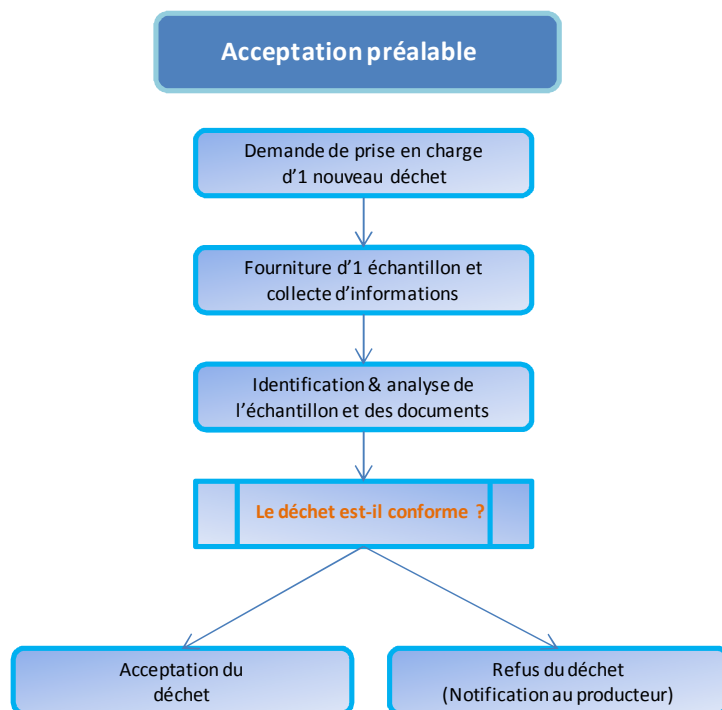 Acceptation préalable
Demande de prise en charge
d'1 nouveau déchet
Fourniture d'1 échantillon et
collecte d'informations
Identification & analyse de
l'échantillon et des documents
Le déchet est-il conforme ?
Acceptation du
déchet
Refus du déchet
(Notification au producteur)